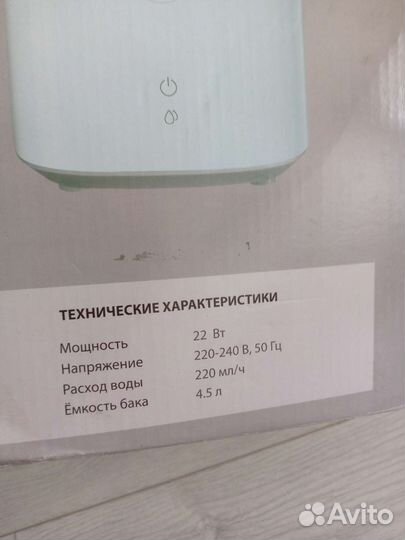 ТЕХНИЧЕСКИЕ ХАРАКТЕРИСТИКИ
Мощность 22 Вт
Напряжение 220-240 В, 50 Гц
Расход воды 220 мл/ч
Ёмкость бака 4.5 л
Avito